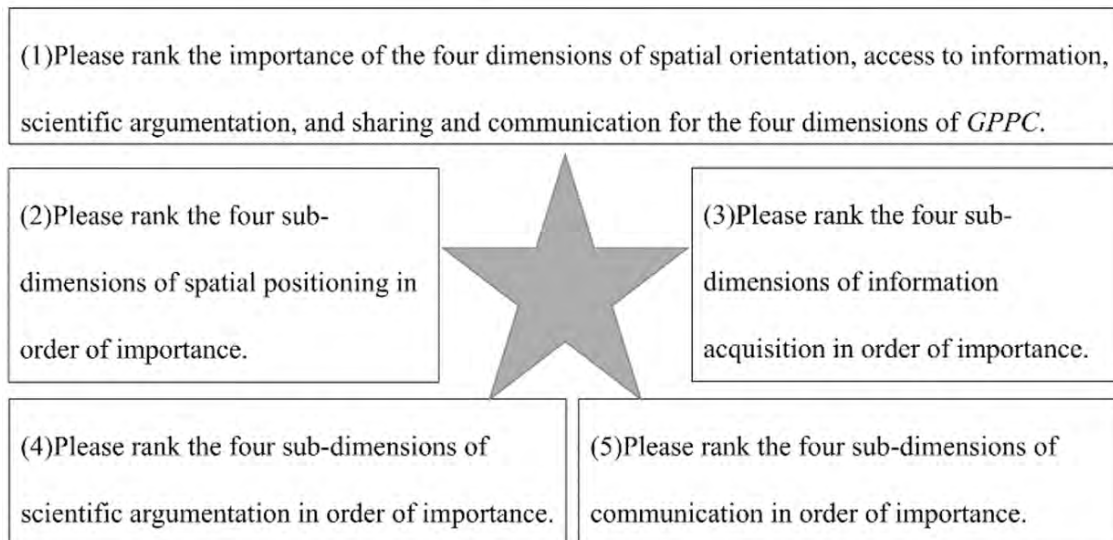 (1)Please rank the importance of the four dimensions of spatial orientation, access to information,
scientific argumentation, and sharing and communication for the four dimensions of GPPC.
(2)Please rank the four sub-
dimensions of spatial positioning in
order of importance.
(3)Please rank the four sub-
dimensions of information
acquisition in order of importance.
(4)Please rank the four sub-dimensions of
scientific argumentation in order of importance.
(5)Please rank the four sub-dimensions of
communication in order of importance.